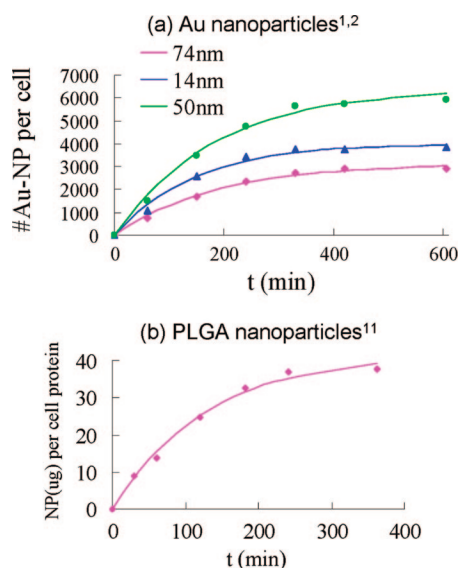 (a) Au nanoparticles1,2
74nm
14nm
50nm
7000
6000
5000
4000
3000
2000
1000
0
#Au-NP per cell
0 200 400 600
t (min)
(b) PLGA nanoparticles11
40
30
20
10
0
NP(ug) per cell protein
0 100 200 300 400
t (min)